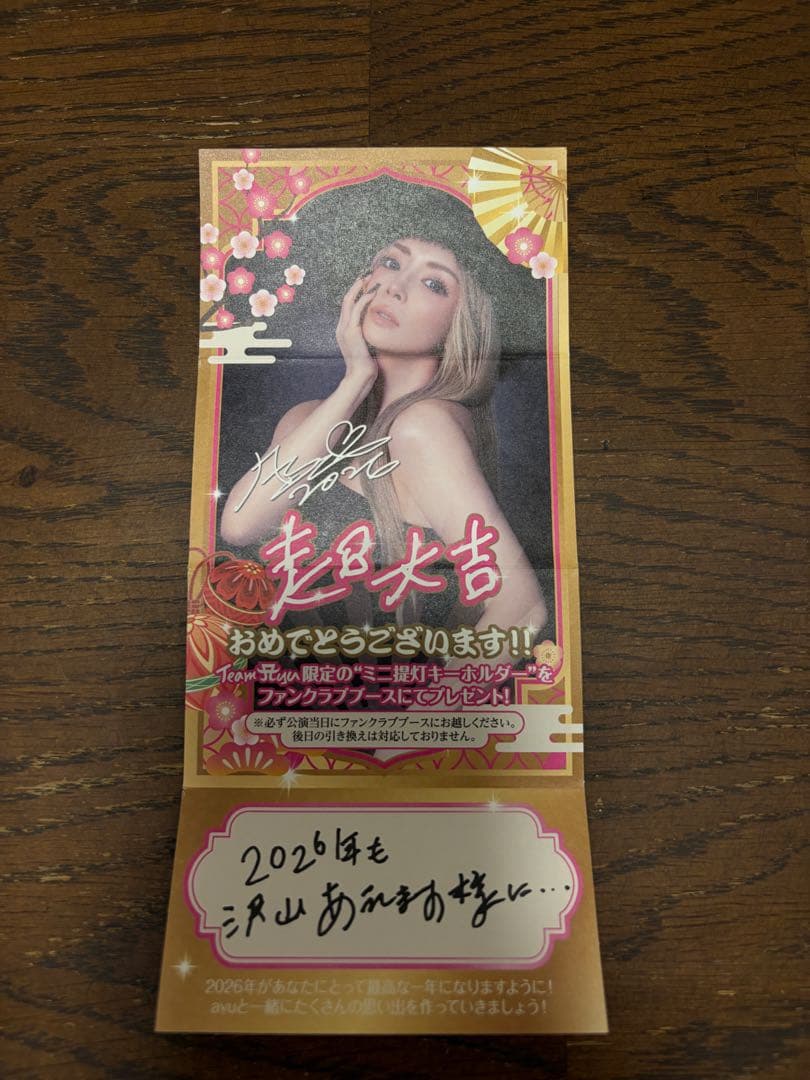 Ayu 2026
超大吉
おめでとうございます!!
TeamAyu限定の"ミニ提灯キーホルダー"を
ファンクラブブースにてプレゼント!
※必ず公演当日にファンクラブブースにお越しください。
後日の引き換えは対応しておりません。
2026年も
沢山あえます様に…
2026年があなたにとって最高な一年になりますように!
ayuと一緒にたくさんの思い出を作っていきましょう!